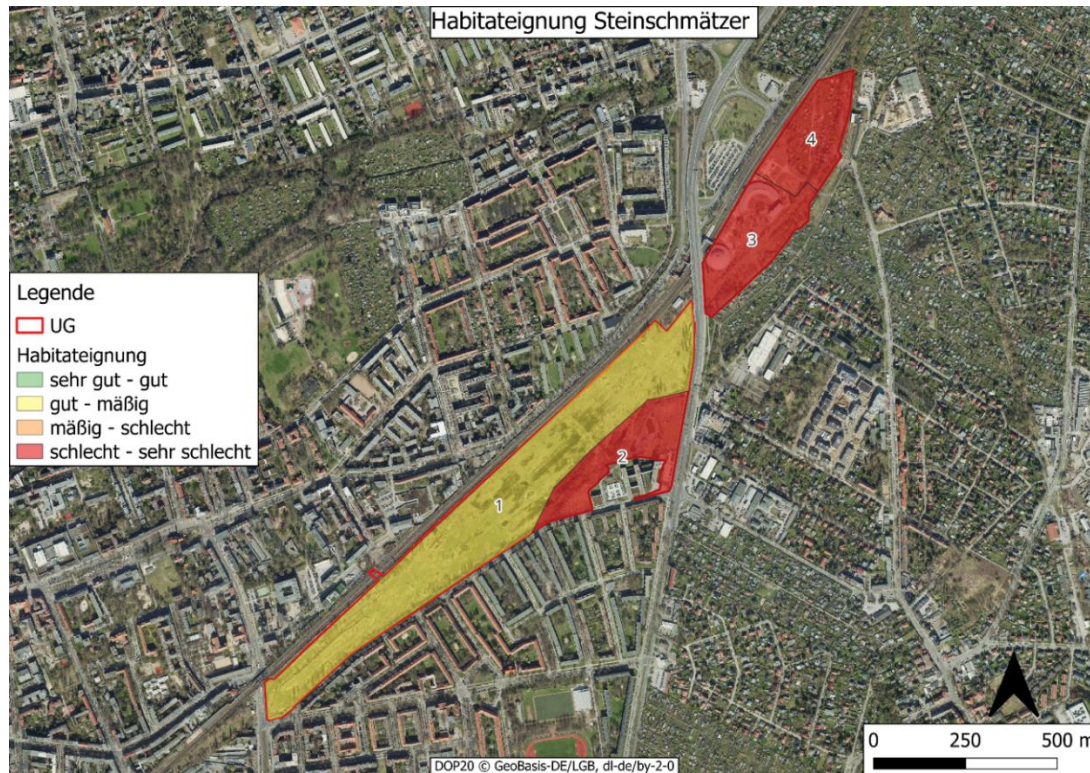 Habitateignung Steinschmätzer
4
3
Legende
UG
Habitateignung
sehr gut - gut
gut - mäßig
mäßig - schlecht
schlecht - sehr schlecht
2
1
0 250 500 m
DOP20 © GeoBasis-DE/LGB, dl-de/by-2-0